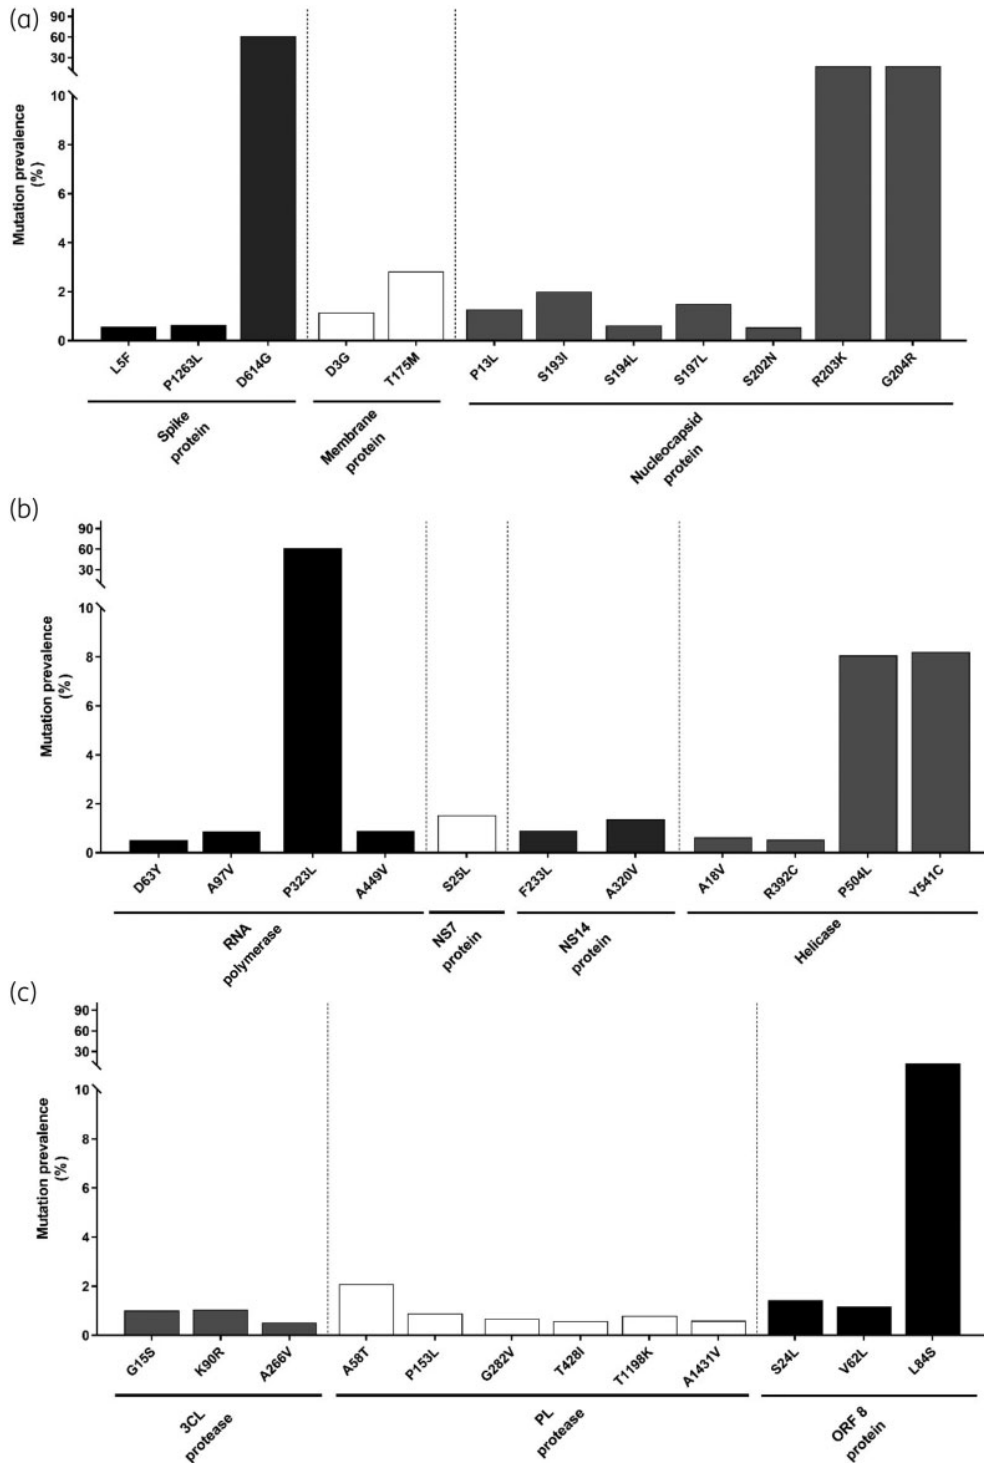 (a)
Mutation prevalence
(%)
90
60
30
10
8
6
4
2
0
L5F
P1263L
D614G
D3G
T175M
P13L
S193I
S194L
S197L
S202N
R203K
G204R
Spike
protein
Membrane
protein
Nucleocapsid
protein
(b)
Mutation prevalence
(%)
90
60
30
10
8
6
4
2
0
D63Y
A97V
P323L
A449V
S25L
F233L
A320V
A18V
R392C
P504L
Y541C
RNA
polymerase
NS7
protein
NS14
protein
Helicase
(c)
Mutation prevalence
(%)
90
60
30
10
8
6
4
2
0
G15S
K90R
A266V
A58T
P153L
G282V
T428I
T1198K
A1431V
S24L
V62L
L84S
3CL
protease
PL
protease
ORF 8
protein